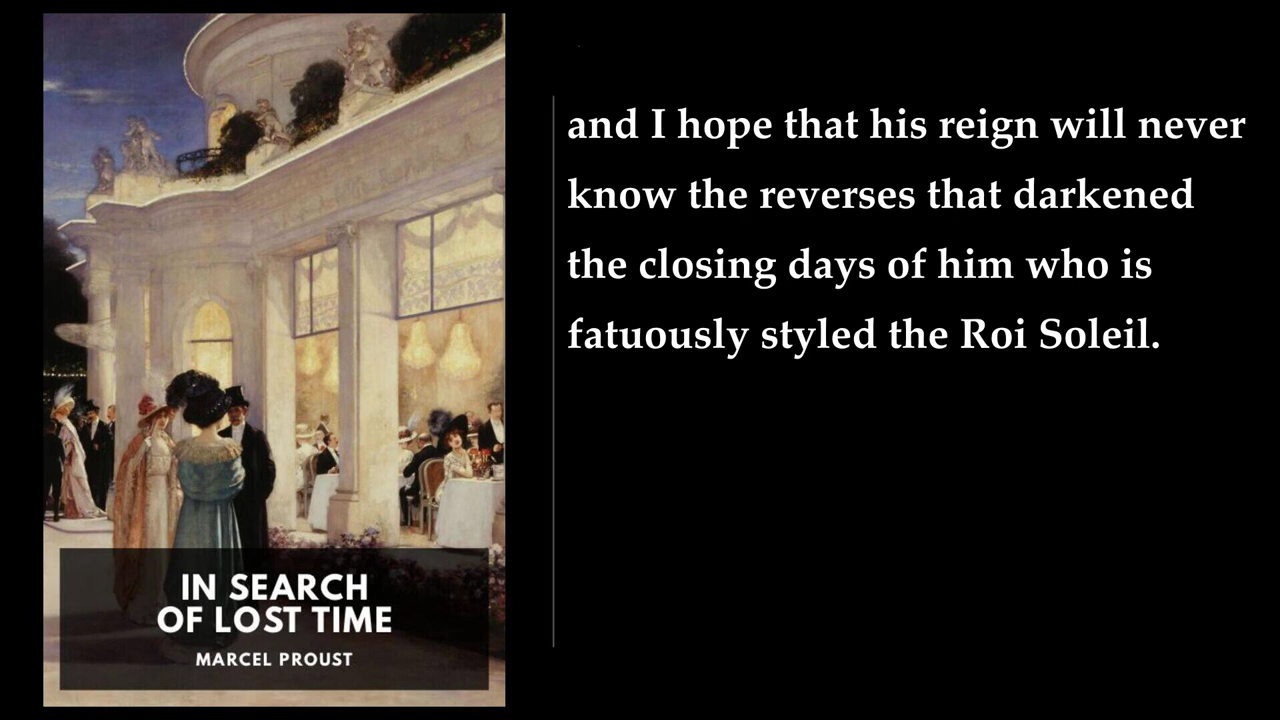 and I hope that his reign will never
know the reverses that darkened
the closing days of him who is
fatuously styled the Roi Soleil.
IN SEARCH
OF LOST TIME
MARCEL PROUST